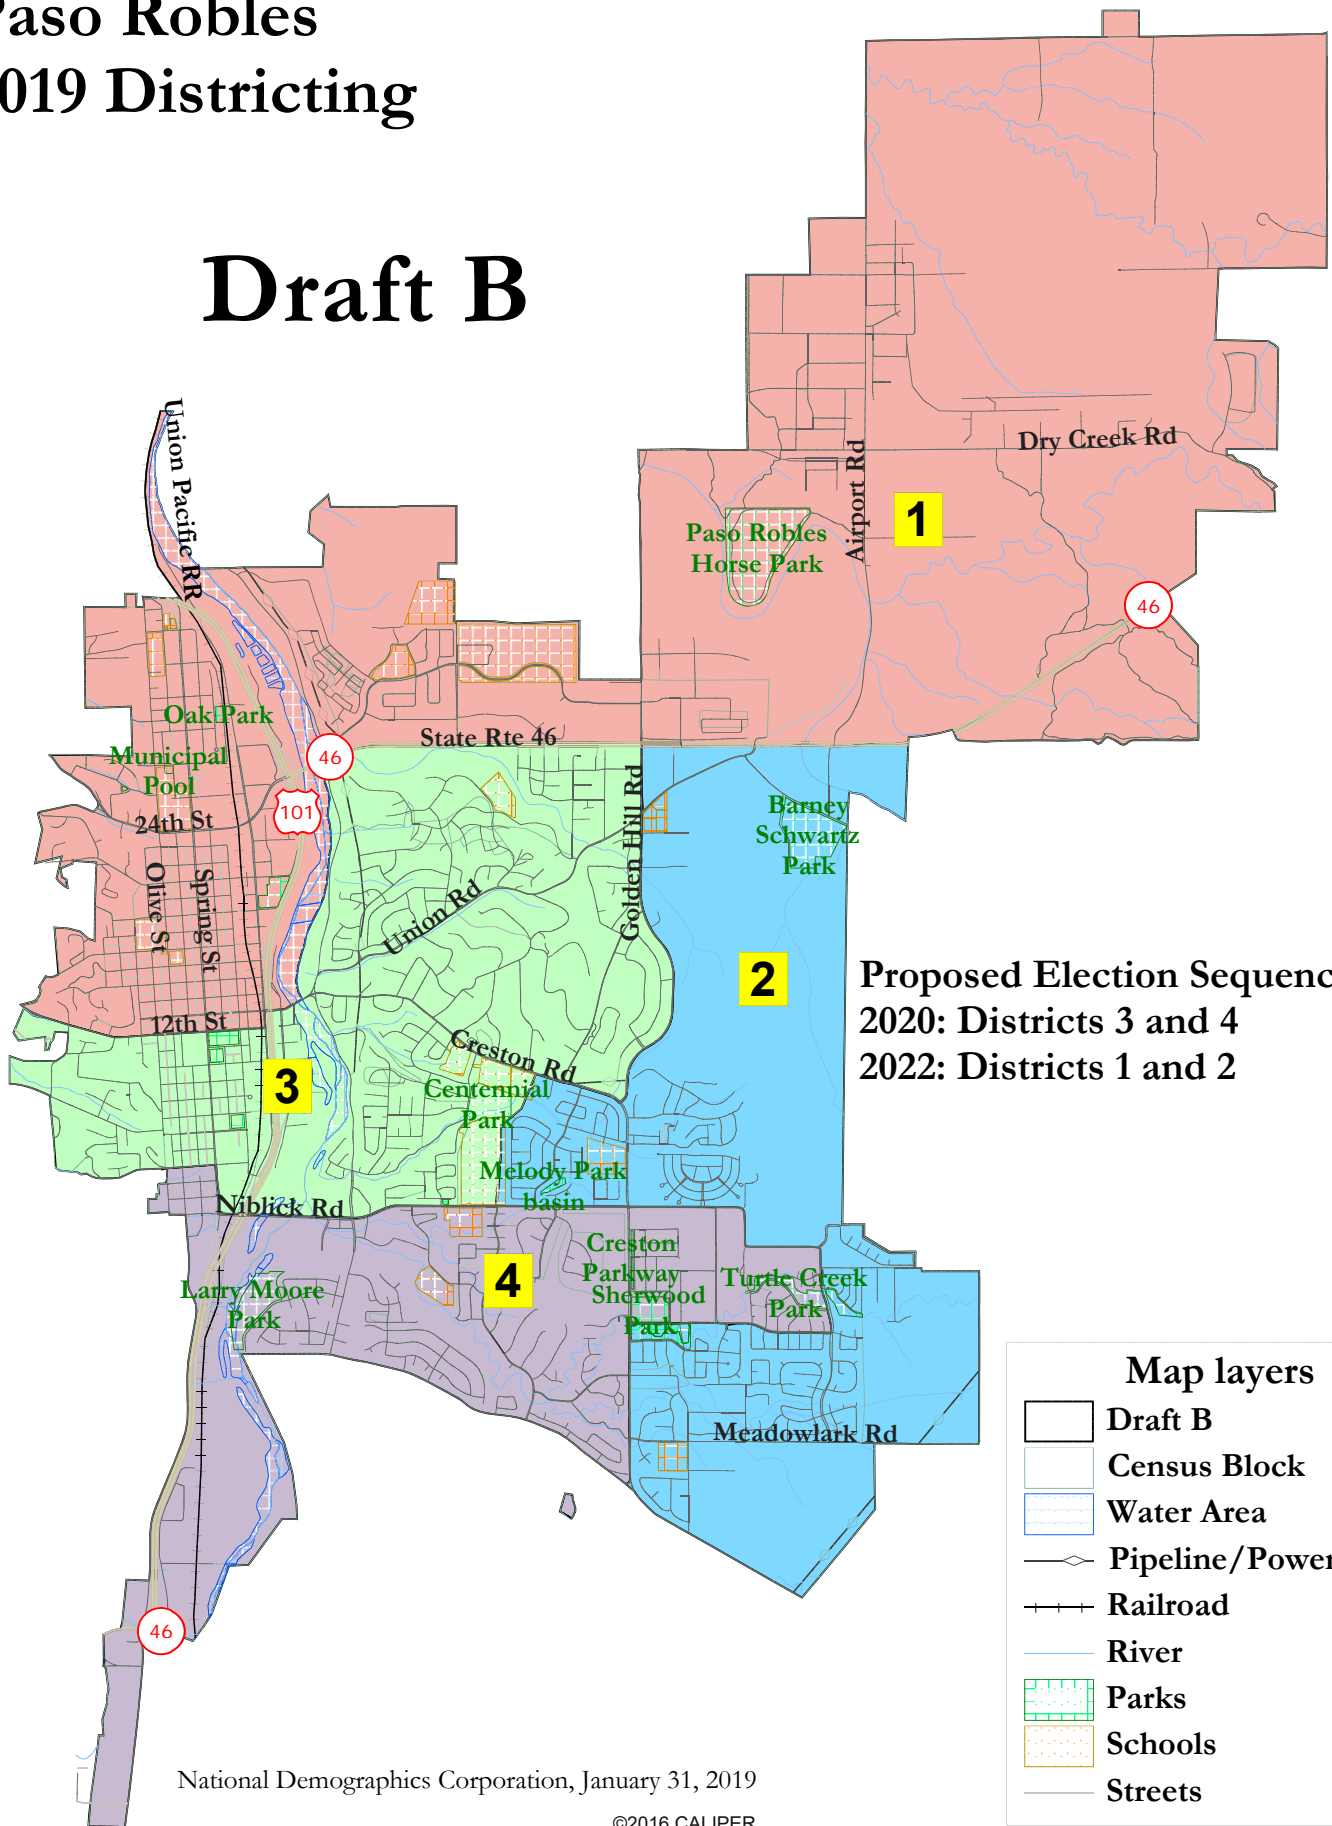 Paso Robles
019 Districting
Draft B
Union Pacific RR
Dry Creek Rd
Airport Rd
1
Paso Robles
Horse Park
46
Oak Park
State Rte 46
Municipal
Pool
46
101
24th St
Golden Hill Rd
Barney
Schwartz
Park
Olive St
Spring St
Union Rd
2
Proposed Election Sequenc
2020: Districts 3 and 4
2022: Districts 1 and 2
12th St
Creston Rd
3
Centennial
Park
Melody Park
basin
Niblick Rd
Creston
Parkway
4
Larry Moore
Park
Sherwood
Park
Turtle Creek
Park
Meadowlark Rd
46
Map layers
Draft B
Census Block
Water Area
Pipeline/Power
Railroad
River
Parks
Schools
Streets
National Demographics Corporation, January 31, 2019
©2016 CALIPER